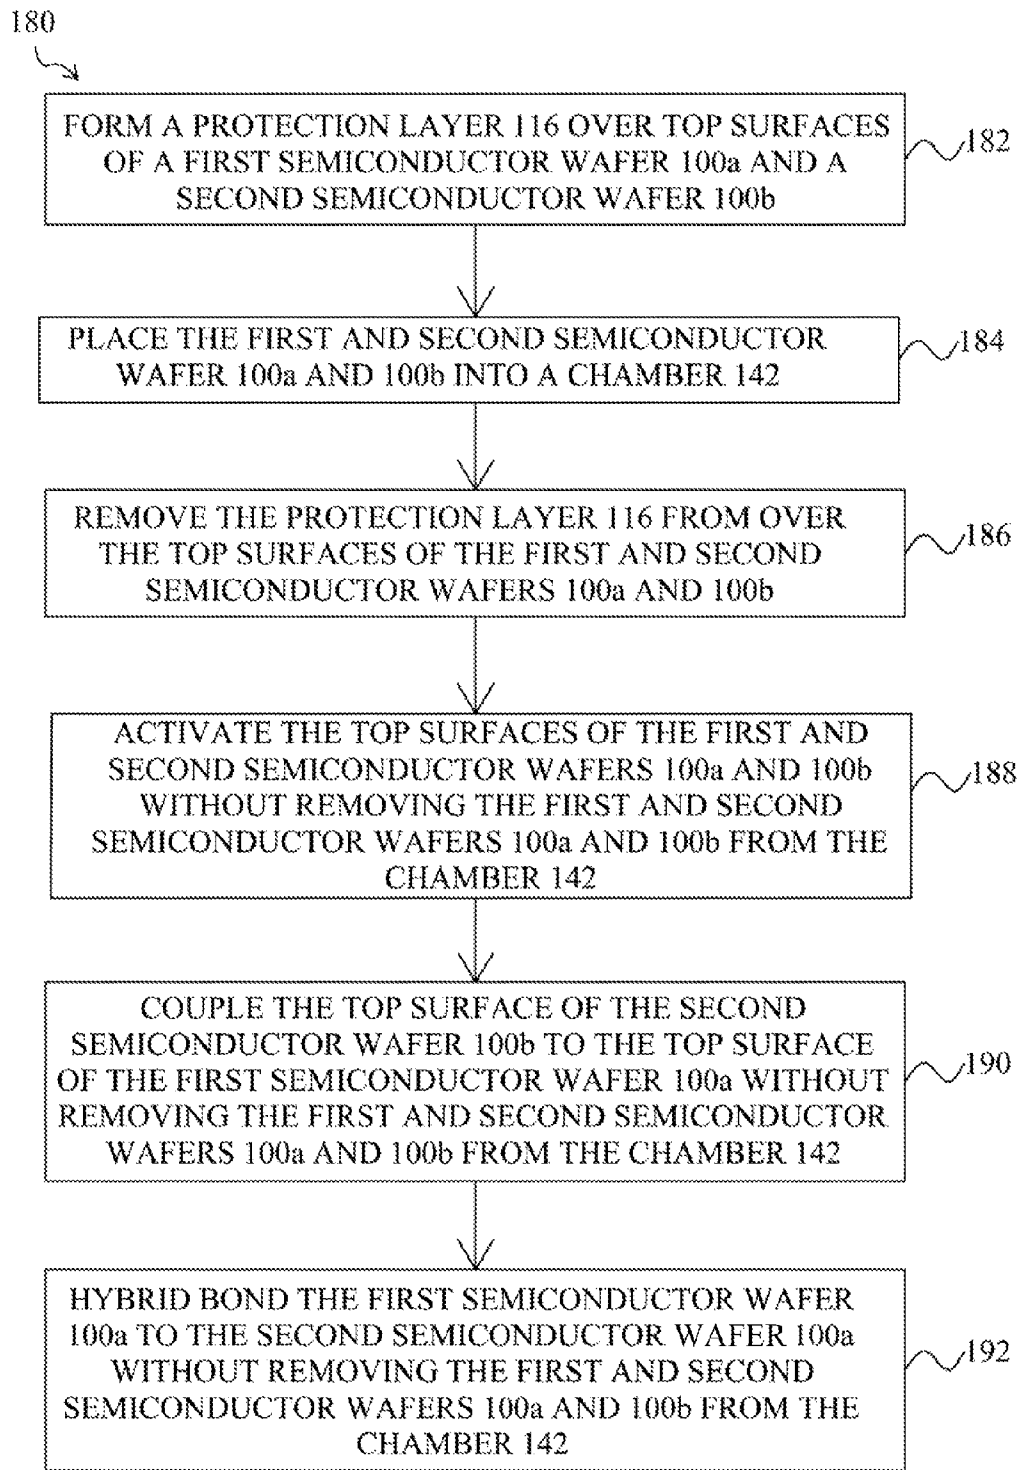 180
FORM A PROTECTION LAYER 116 OVER TOP SURFACES
OF A FIRST SEMICONDUCTOR WAFER 100a AND A
SECOND SEMICONDUCTOR WAFER 100b
182
PLACE THE FIRST AND SECOND SEMICONDUCTOR
WAFER 100a AND 100b INTO A CHAMBER 142
184
REMOVE THE PROTECTION LAYER 116 FROM OVER
THE TOP SURFACES OF THE FIRST AND SECOND
SEMICONDUCTOR WAFERS 100a AND 100b
186
ACTIVATE THE TOP SURFACES OF THE FIRST AND
SECOND SEMICONDUCTOR WAFERS 100a AND 100b
WITHOUT REMOVING THE FIRST AND SECOND
SEMICONDUCTOR WAFERS 100a AND 100b FROM THE
CHAMBER 142
188
COUPLE THE TOP SURFACE OF THE SECOND
SEMICONDUCTOR WAFER 100b TO THE TOP SURFACE
OF THE FIRST SEMICONDUCTOR WAFER 100a WITHOUT
REMOVING THE FIRST AND SECOND SEMICONDUCTOR
WAFERS 100a AND 100b FROM THE CHAMBER 142
190
HYBRID BOND THE FIRST SEMICONDUCTOR WAFER
100a TO THE SECOND SEMICONDUCTOR WAFER 100a
WITHOUT REMOVING THE FIRST AND SECOND
SEMICONDUCTOR WAFERS 100a AND 100b FROM THE
CHAMBER 142
192